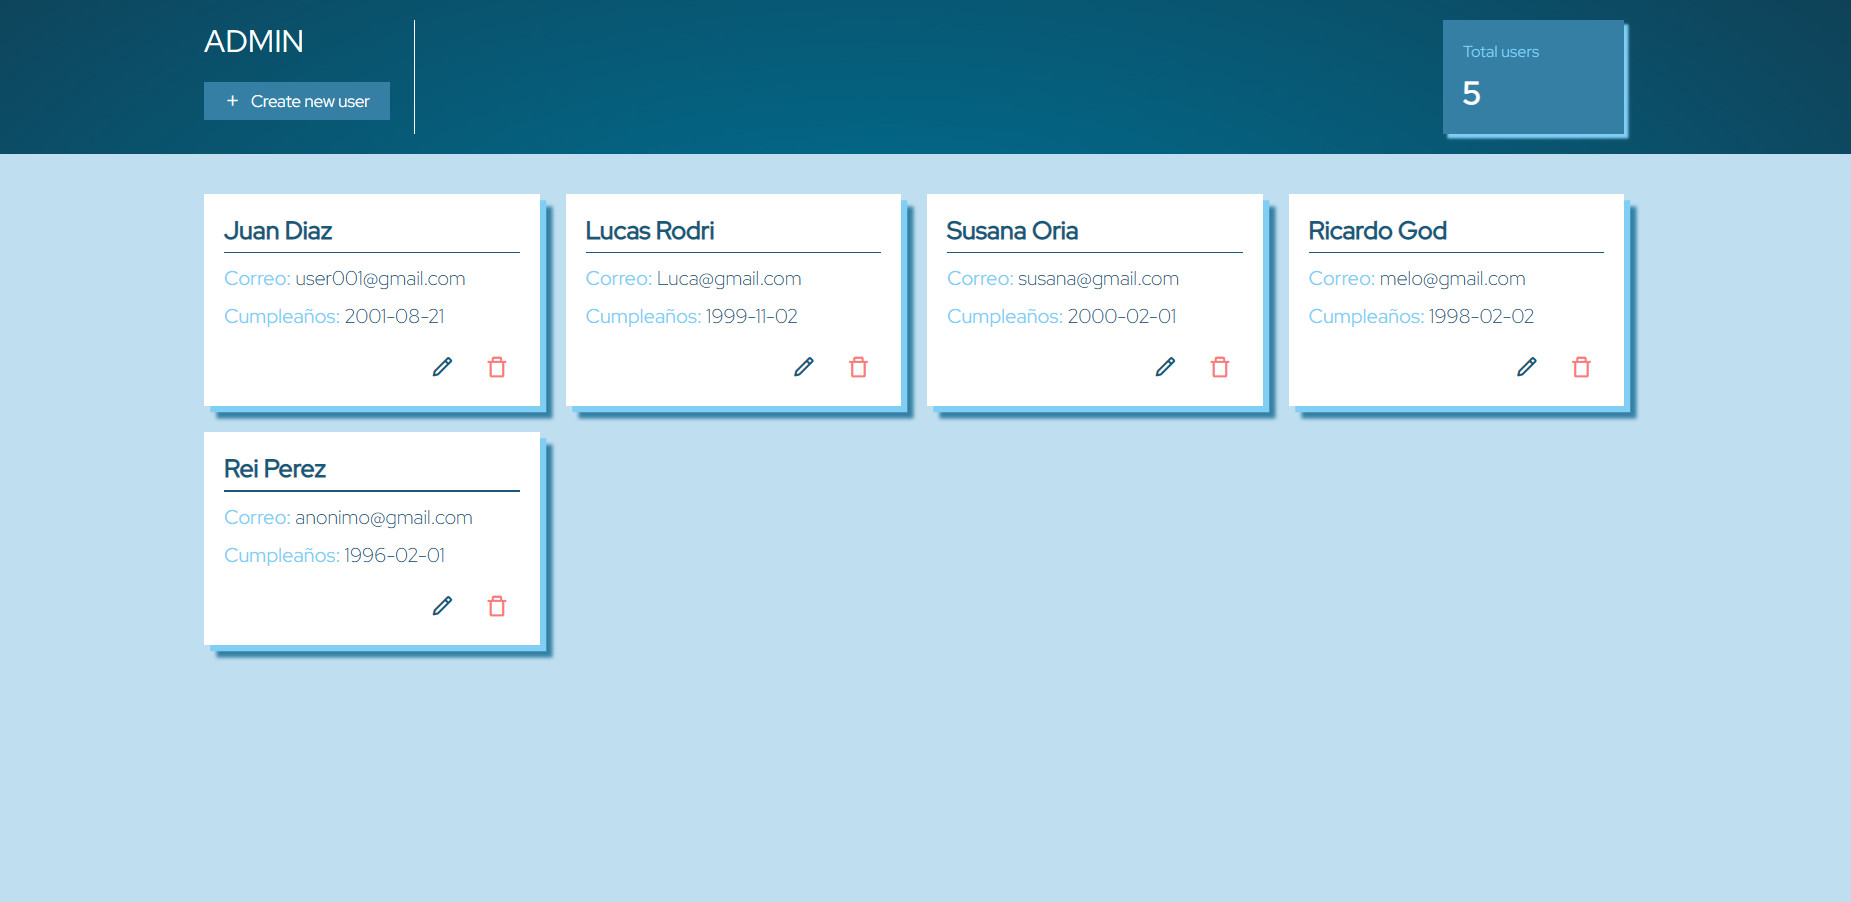 ADMIN
+ Create new user
Total users
5
Juan Diaz
Correo: user001@gmail.com
Cumpleaños: 2001-08-21
Lucas Rodri
Correo: Luca@gmail.com
Cumpleaños: 1999-11-02
Susana Oria
Correo: susana@gmail.com
Cumpleaños: 2000-02-01
Ricardo God
Correo: melo@gmail.com
Cumpleaños: 1998-02-02
Rei Perez
Correo: anonimo@gmail.com
Cumpleaños: 1996-02-01